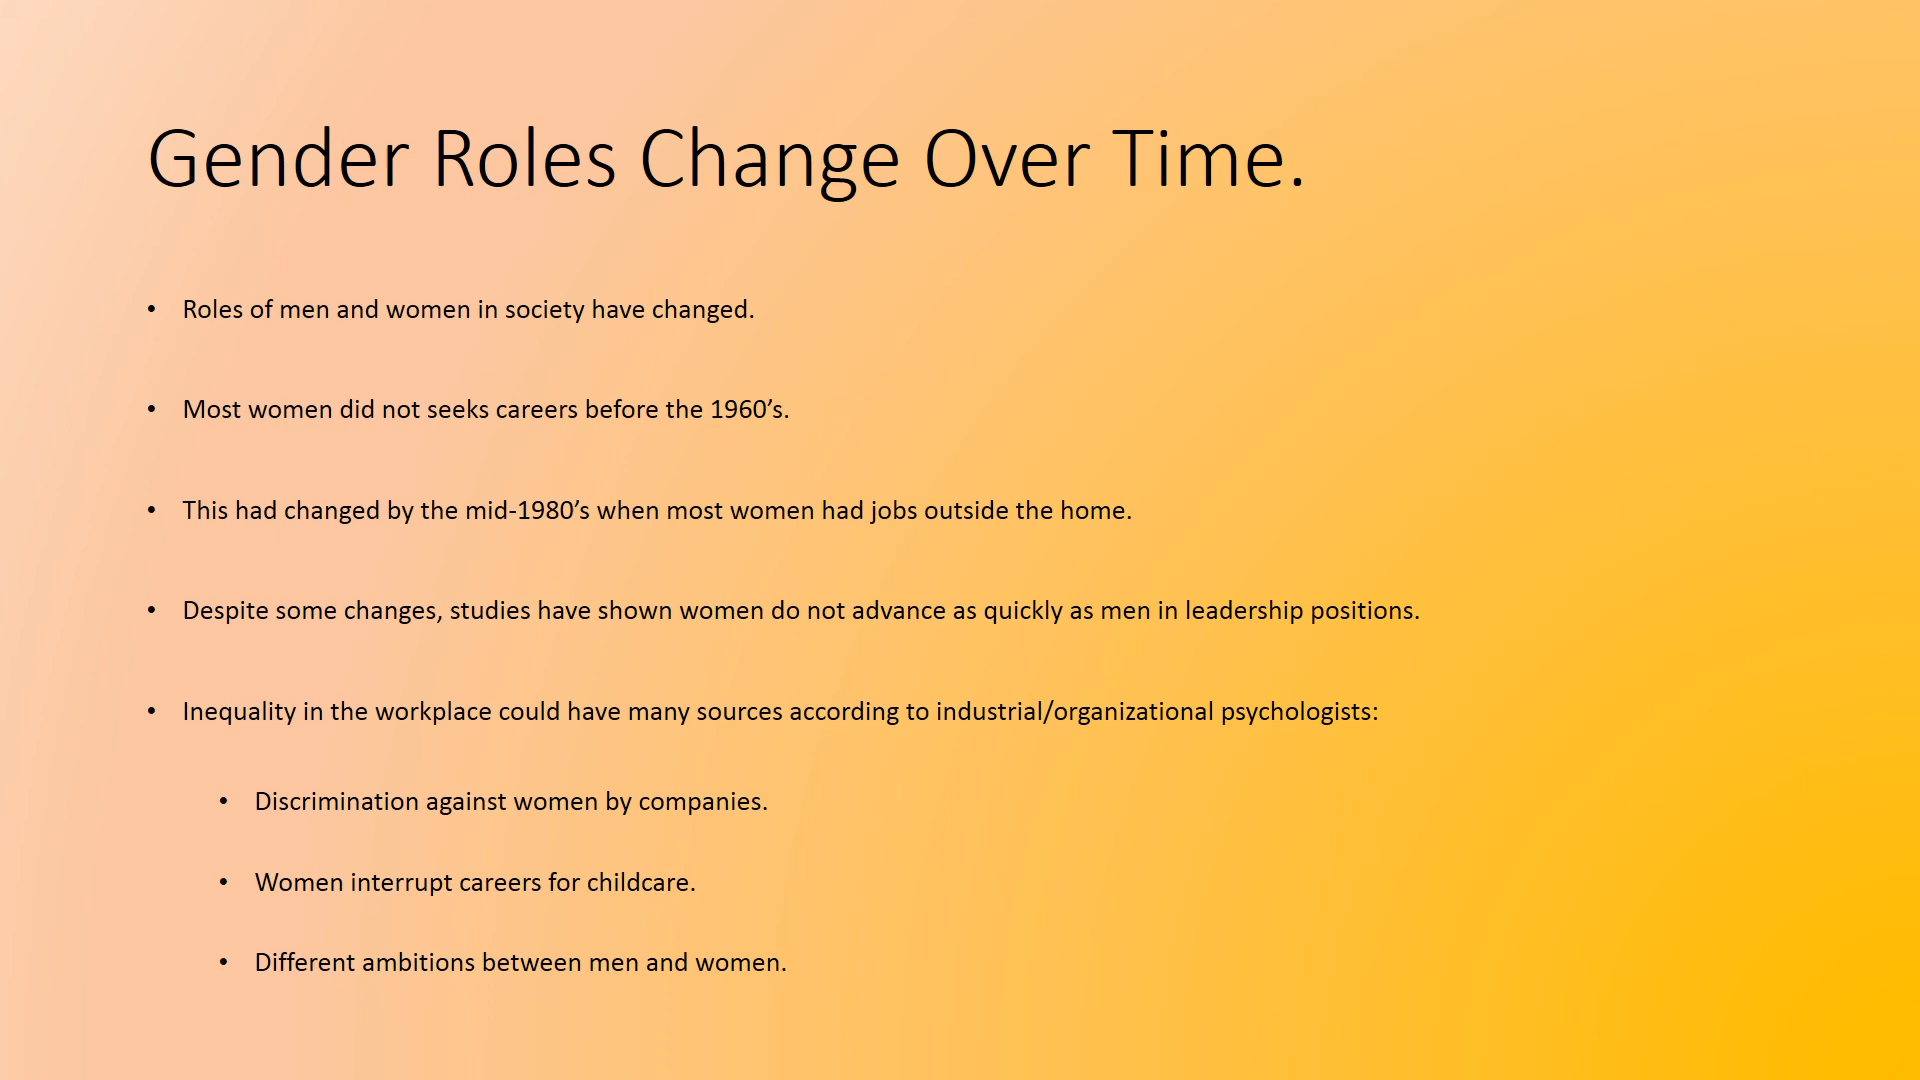 Gender Roles Change Over Time.
• Roles of men and women in society have changed.
• Most women did not seeks careers before the 1960’s.
• This had changed by the mid-1980’s when most women had jobs outside the home.
• Despite some changes, studies have shown women do not advance as quickly as men in leadership positions.
• Inequality in the workplace could have many sources according to industrial/organizational psychologists:
• Discrimination against women by companies.
• Women interrupt careers for childcare.
• Different ambitions between men and women.